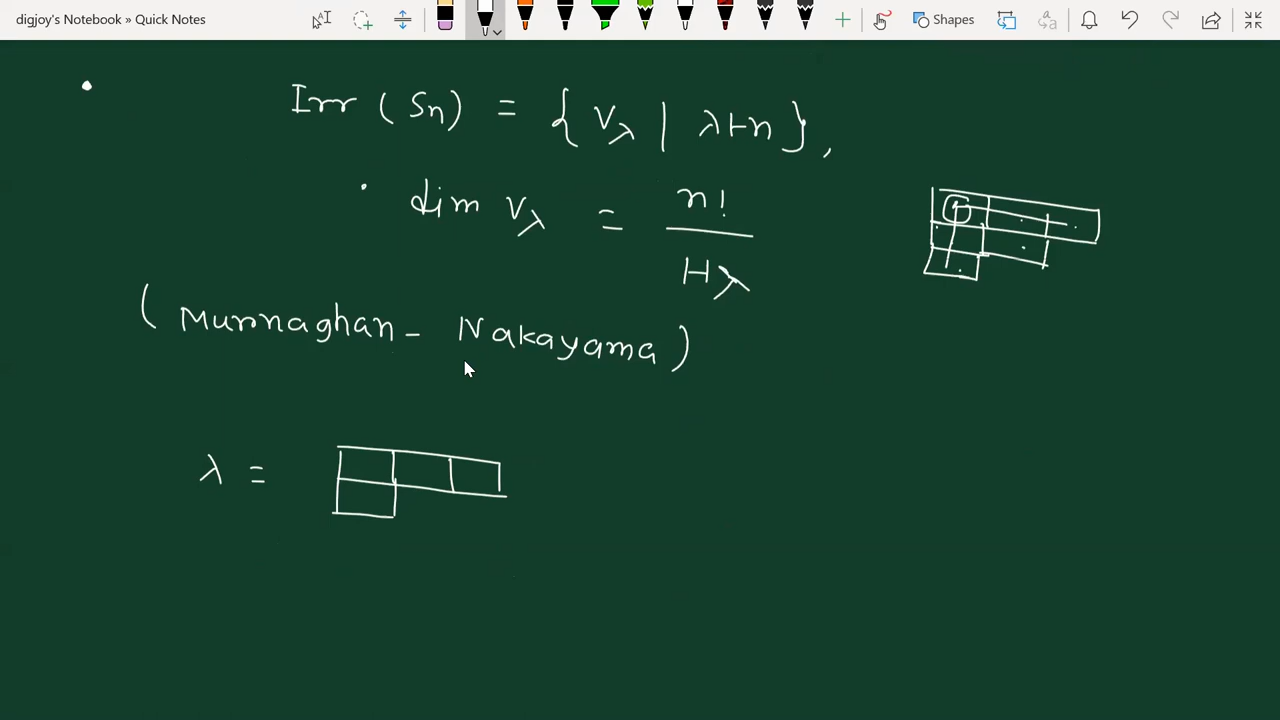 digjoy's Notebook » Quick Notes
Shapes
Irr (Sn) = { Vλ | λ⊢n },
· dim Vλ = n! / Hλ
(Murnaghan - Nakayama)
λ =